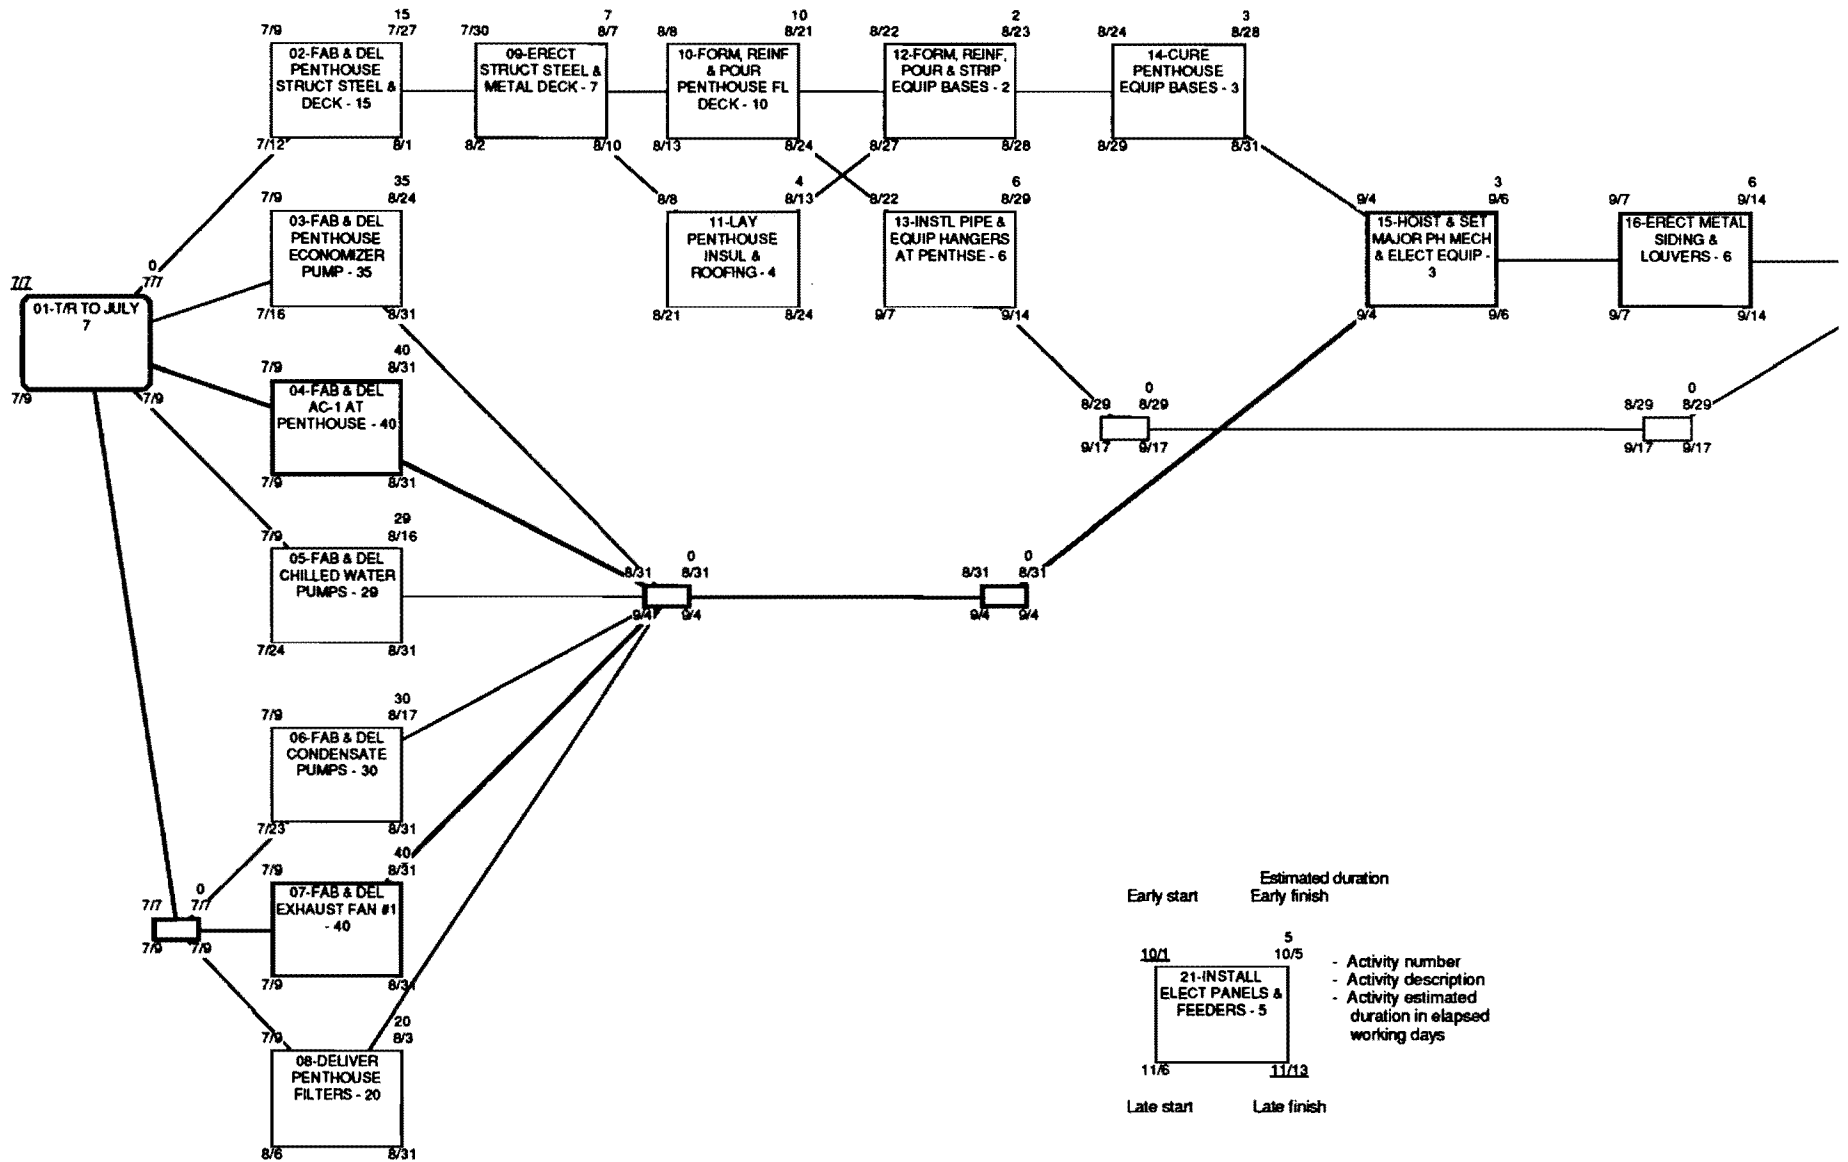 15
7/9 7/27
02-FAB & DEL
PENTHOUSE
STRUCT STEEL &
DECK - 15
7/12 8/1
7
7/30 8/7
09-ERECT
STRUCT STEEL &
METAL DECK - 7
8/2 8/10
10
8/8 8/21
10-FORM, REINF
& POUR
PENTHOUSE FL
DECK - 10
8/13 8/24
2
8/22 8/23
12-FORM, REINF,
POUR & STRIP
EQUIP BASES - 2
8/27 8/28
3
8/24 8/28
14-CURE
PENTHOUSE
EQUIP BASES - 3
8/29 8/31
35
7/9 8/24
03-FAB & DEL
PENTHOUSE
ECONOMIZER
PUMP - 35
7/16 8/31
4
8/8 8/13
11-LAY
PENTHOUSE
INSUL &
ROOFING - 4
8/21 8/24
6
8/22 8/29
13-INSTL PIPE &
EQUIP HANGERS
AT PENTHSE - 6
9/7 9/14
3
9/4 9/6
15-HOIST & SET
MAJOR PH MECH
& ELECT EQUIP -
3
9/4 9/6
6
9/7 9/14
16-ERECT METAL
SIDING &
LOUVERS - 6
9/7 9/14
0
7/7 7/7
01-T/R TO JULY
7
7/9 7/9
40
7/9 8/31
04-FAB & DEL
AC-1 AT
PENTHOUSE - 40
7/9 8/31
0
8/29 8/29
9/17 9/17
0
8/29 8/29
9/17 9/17
29
7/9 8/16
05-FAB & DEL
CHILLED WATER
PUMPS - 29
7/24 8/31
0
8/31 8/31
9/4 9/4
0
8/31 8/31
9/4 9/4
30
7/9 8/17
06-FAB & DEL
CONDENSATE
PUMPS - 30
7/23 8/31
40
7/9 8/31
07-FAB & DEL
EXHAUST FAN #1
- 40
7/9 8/31
0
7/7 7/7
7/9 7/9
20
7/9 8/3
08-DELIVER
PENTHOUSE
FILTERS - 20
8/6 8/31
Estimated duration
Early start Early finish
5
10/1 10/5
21-INSTALL
ELECT PANELS &
FEEDERS - 5
11/6 11/13
- Activity number
- Activity description
- Activity estimated
duration in elapsed
working days
Late start Late finish